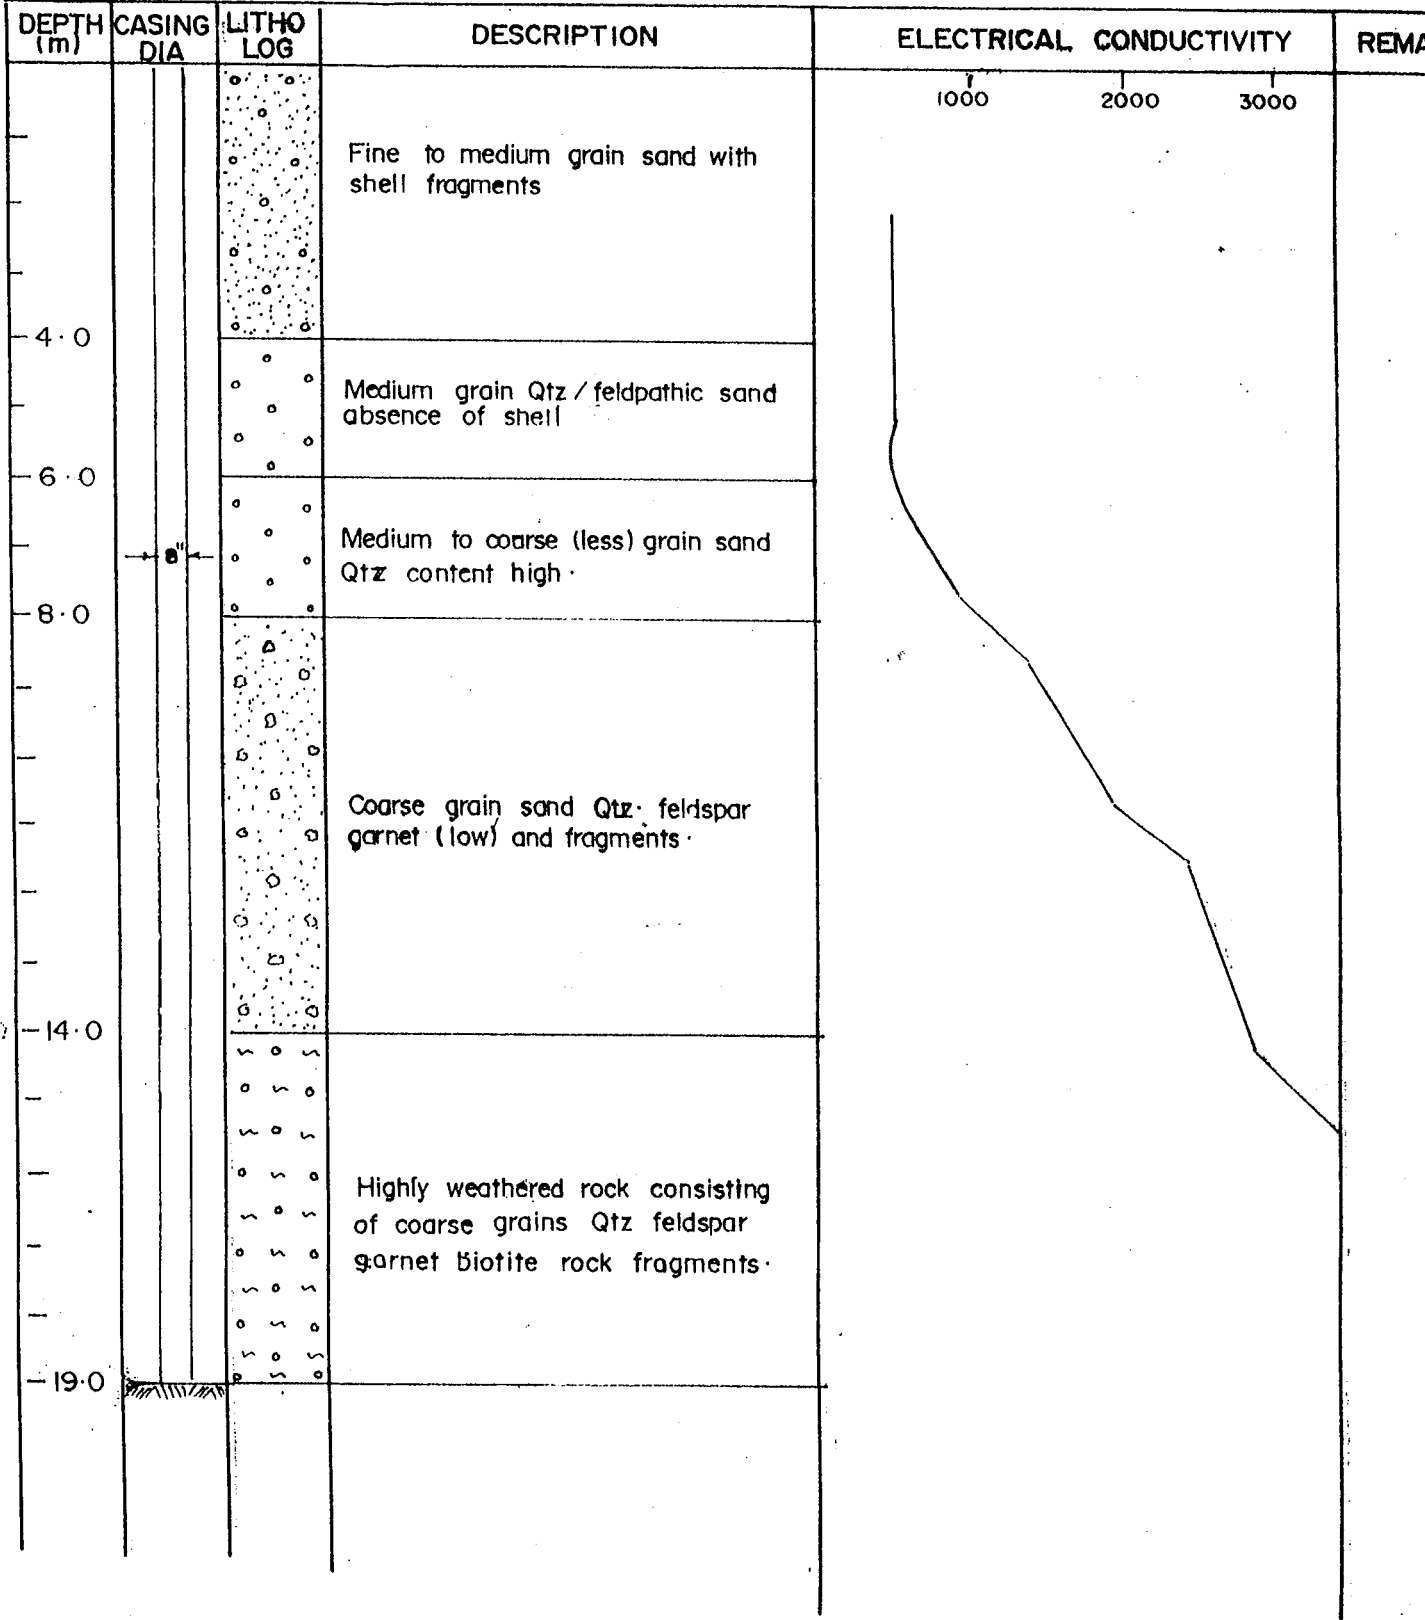 DEPTH (m)
CASING DIA
LITHO LOG
DESCRIPTION
ELECTRICAL CONDUCTIVITY
REMA
1000 2000 3000
Fine to medium grain sand with
shell fragments
4.0
Medium grain Qtz / feldpathic sand
absence of shell
6.0
8"
Medium to coarse (less) grain sand
Qtz content high.
8.0
Coarse grain sand Qtz. feldspar
garnet (low) and fragments.
14.0
Highly weathered rock consisting
of coarse grains Qtz feldspar
garnet Biotite rock fragments.
19.0